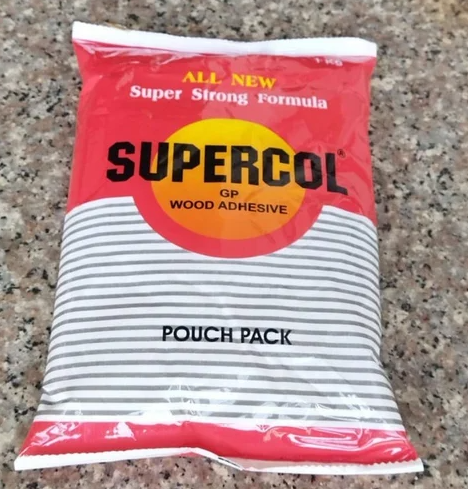 1 KG
ALL NEW
Super Strong Formula
SUPERCOL®
GP
WOOD ADHESIVE
POUCH PACK